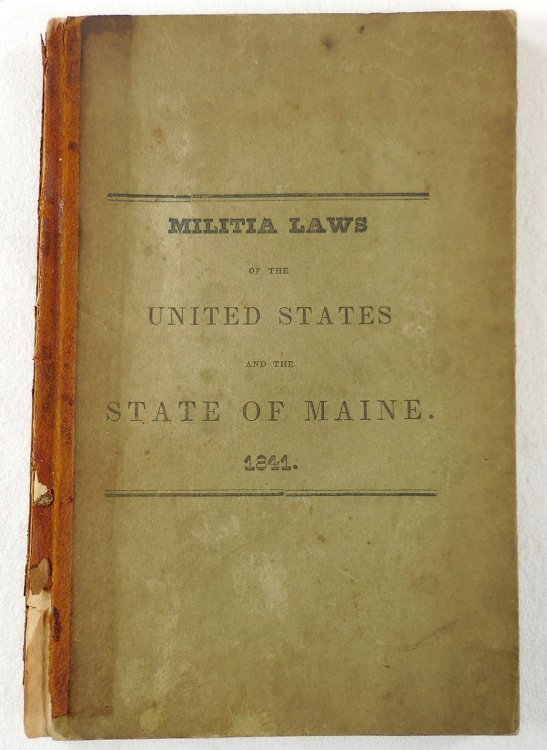 MILITIA LAWS
OF THE
UNITED STATES
AND THE
STATE OF MAINE.
1841.